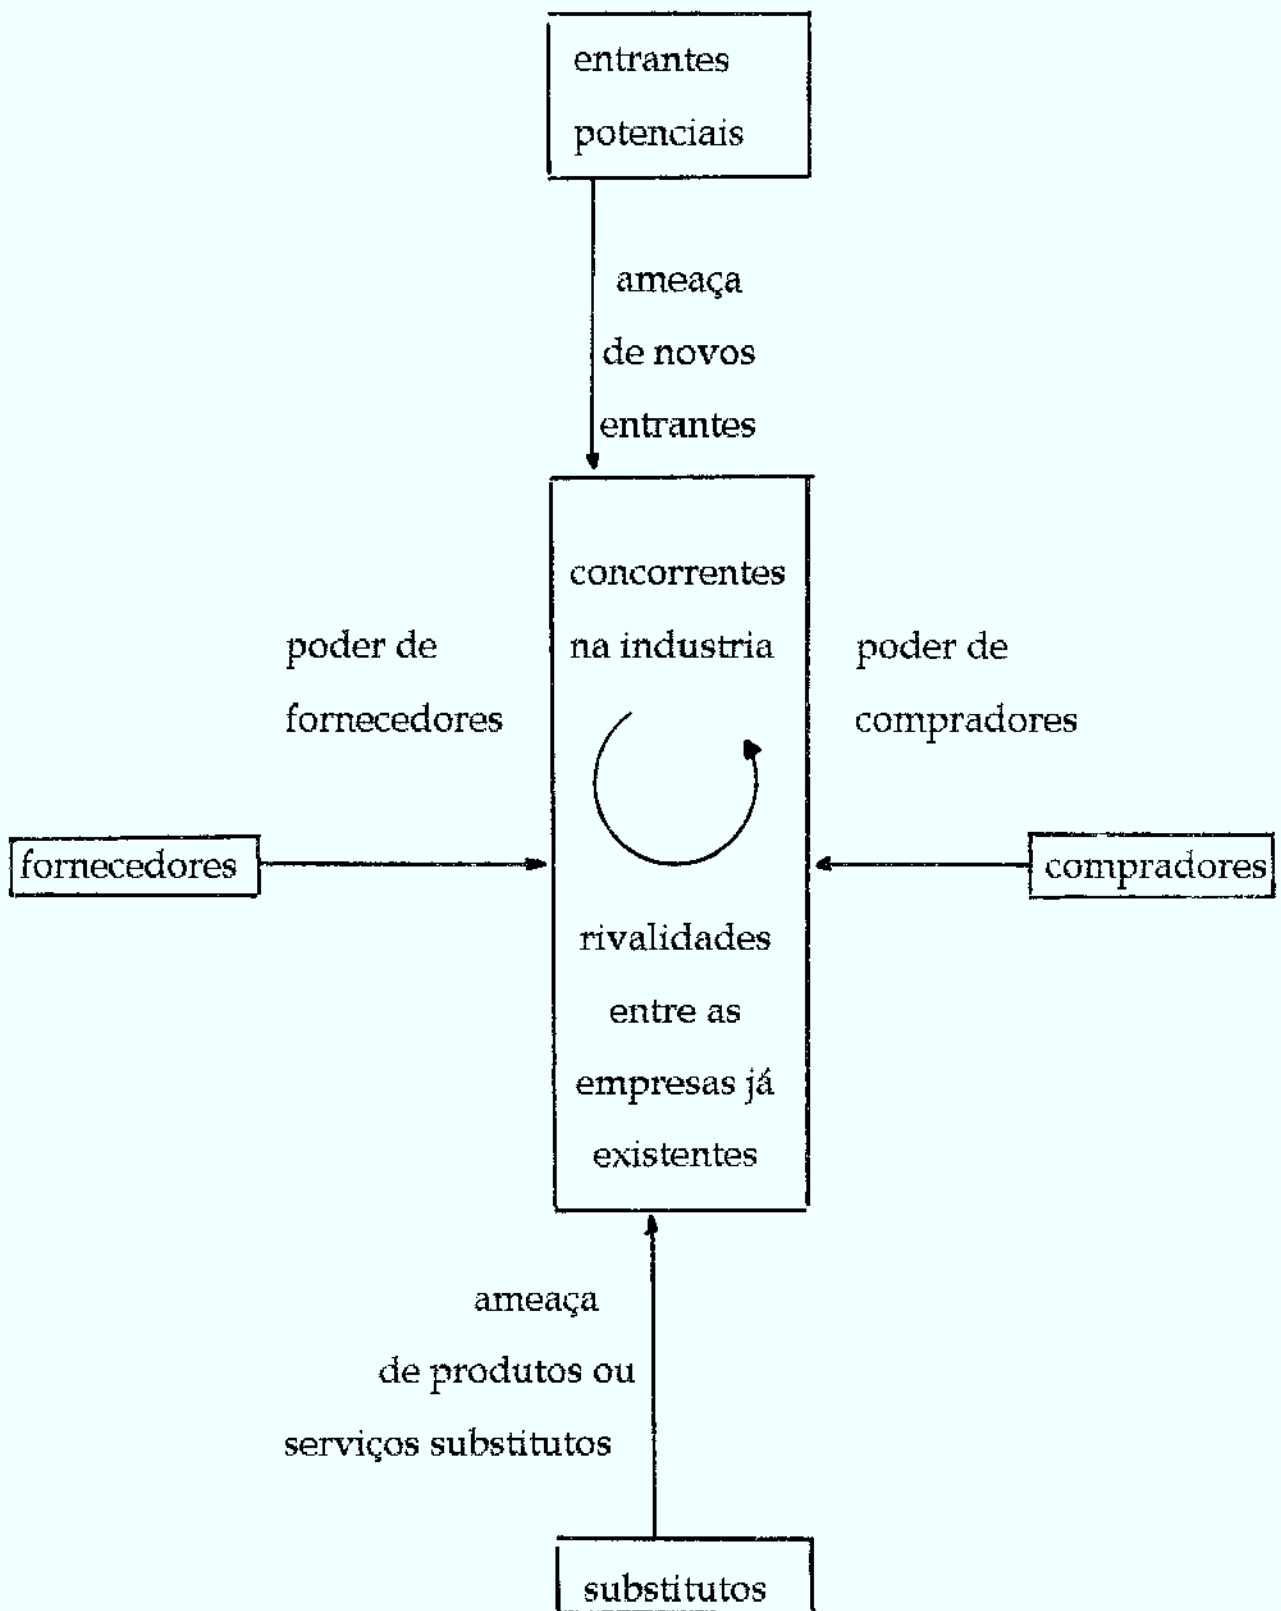 entrantes
potenciais
ameaça
de novos
entrantes
concorrentes
na industria
poder de
fornecedores
poder de
compradores
fornecedores
compradores
rivalidades
entre as
empresas já
existentes
ameaça
de produtos ou
serviços substitutos
substitutos